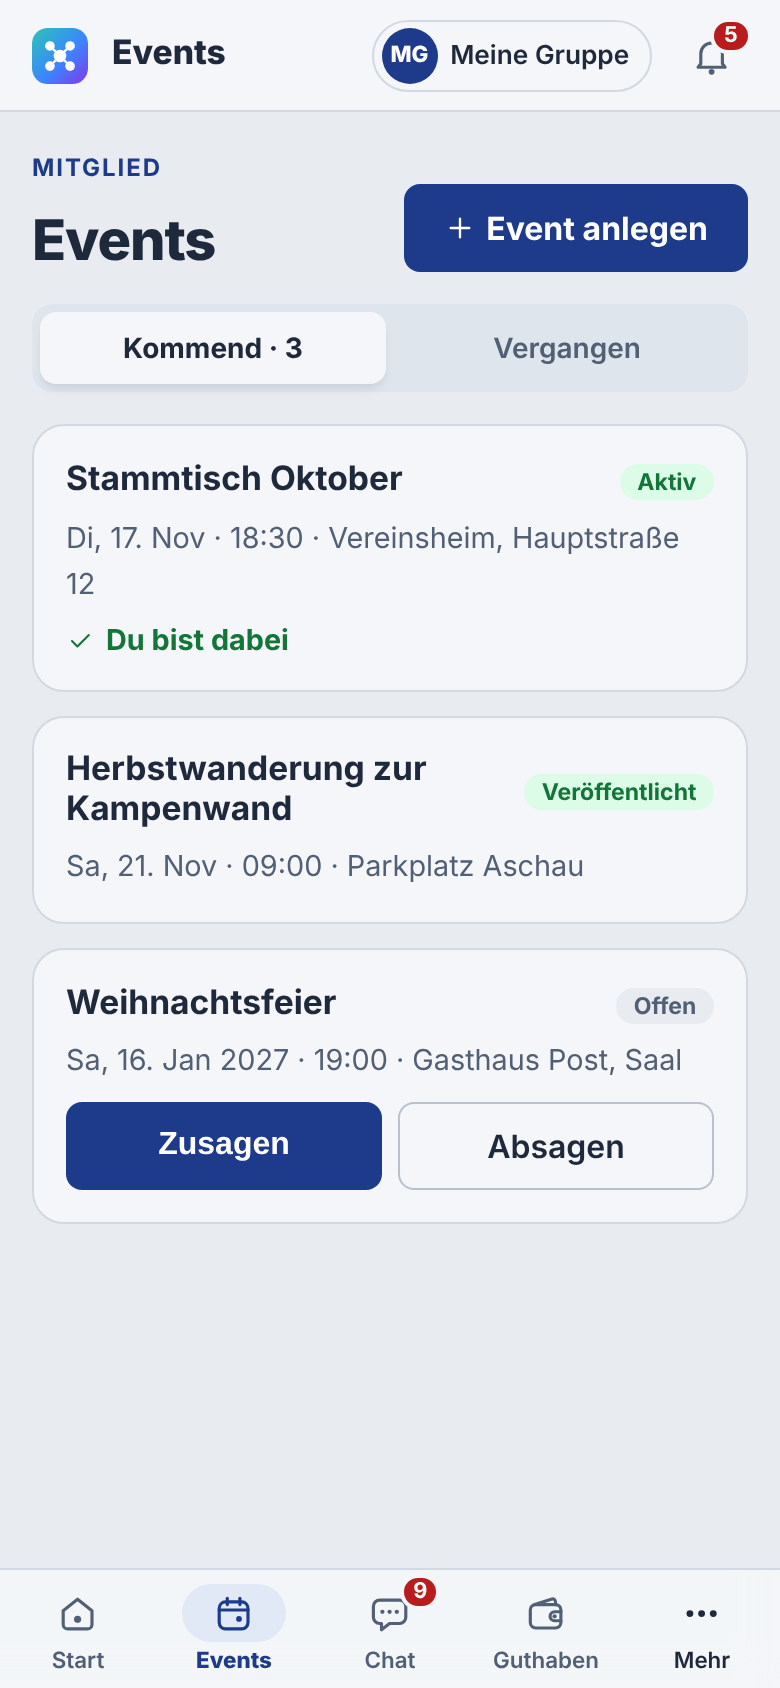 Events
MG Meine Gruppe
5
MITGLIED
Events
+ Event anlegen
Kommend · 3
Vergangen
Stammtisch Oktober
Aktiv
Di, 17. Nov · 18:30 · Vereinsheim, Hauptstraße
12
Du bist dabei
Herbstwanderung zur
Kampenwand
Veröffentlicht
Sa, 21. Nov · 09:00 · Parkplatz Aschau
Weihnachtsfeier
Offen
Sa, 16. Jan 2027 · 19:00 · Gasthaus Post, Saal
Zusagen
Absagen
9
Start
Events
Chat
Guthaben
Mehr